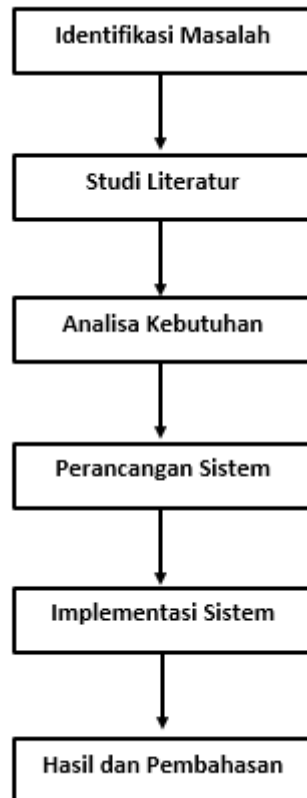 Identifikasi Masalah
Studi Literatur
Analisa Kebutuhan
Perancangan Sistem
Implementasi Sistem
Hasil dan Pembahasan